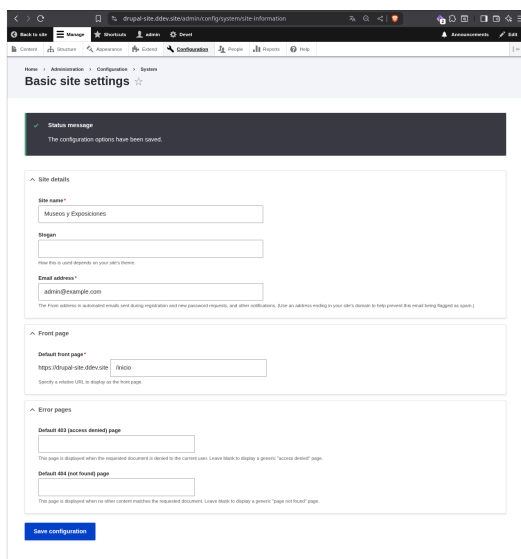 drupal-site.ddev.site/admin/config/system/site-information
Back to site Manage Shortcuts admin Devel Announcements Edit
Content Structure Appearance Extend Configuration People Reports Help
Home > Administration > Configuration > System
Basic site settings
Status message
The configuration options have been saved.
Site details
Site name*
Museos y Exposiciones
Slogan
How this is used depends on your site's theme.
Email address*
admin@example.com
The From address in automated emails sent during registration and new password requests, and other notifications. (Use an address ending in your site's domain to help prevent this email being flagged as spam.)
Front page
Default front page*
https://drupal-site.ddev.site /inicio
Specify a relative URL to display as the front page.
Error pages
Default 403 (access denied) page
This page is displayed when the requested document is denied to the current user. Leave blank to display a generic "access denied" page.
Default 404 (not found) page
This page is displayed when no other content matches the requested document. Leave blank to display a generic "page not found" page.
Save configuration